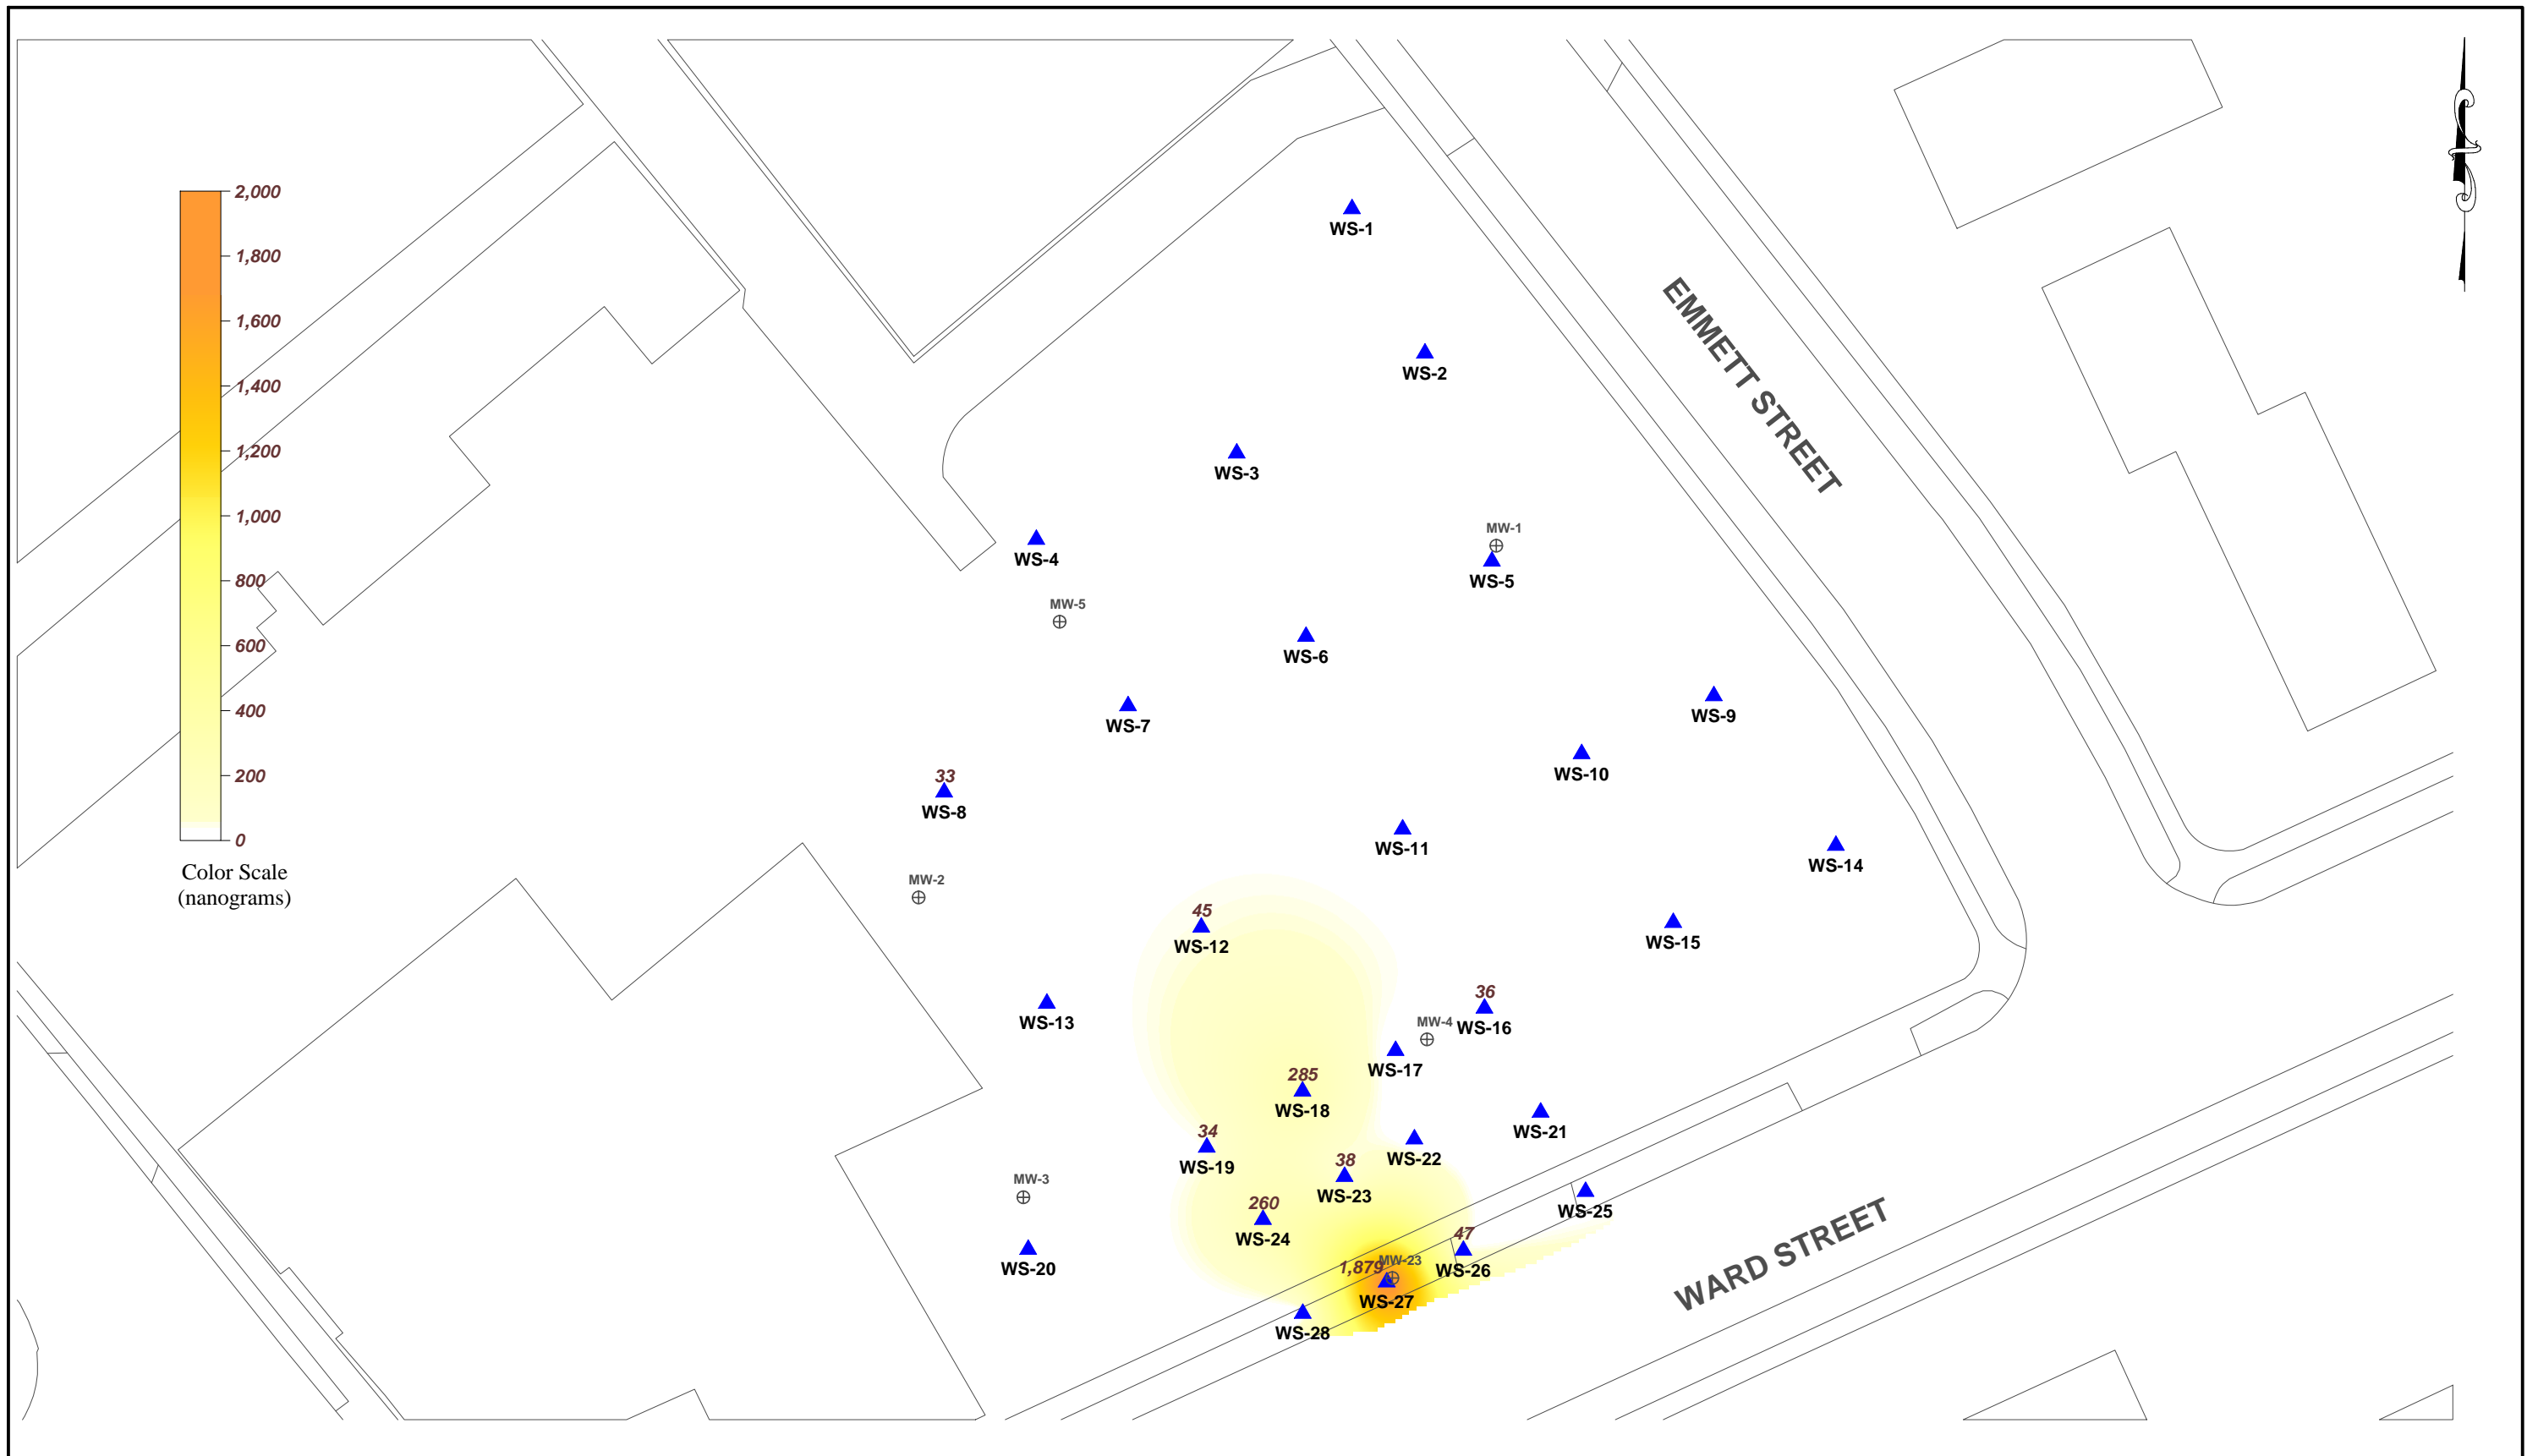 2,000
1,800
1,600
1,400
1,200
1,000
800
600
400
200
0
Color Scale
(nanograms)
WS-1
WS-2
EMMETT STREET
WS-3
MW-1
WS-4
WS-5
MW-5
WS-6
WS-7
WS-9
WS-10
33
WS-8
WS-11
WS-14
MW-2
45
WS-12
WS-15
36
WS-13
MW-4
WS-16
WS-17
285
WS-18
WS-21
34
WS-19
WS-22
38
MW-3
WS-23
260
WS-25
WS-24
WARD STREET
47
WS-20
MW-23
1,879
WS-26
WS-27
WS-28